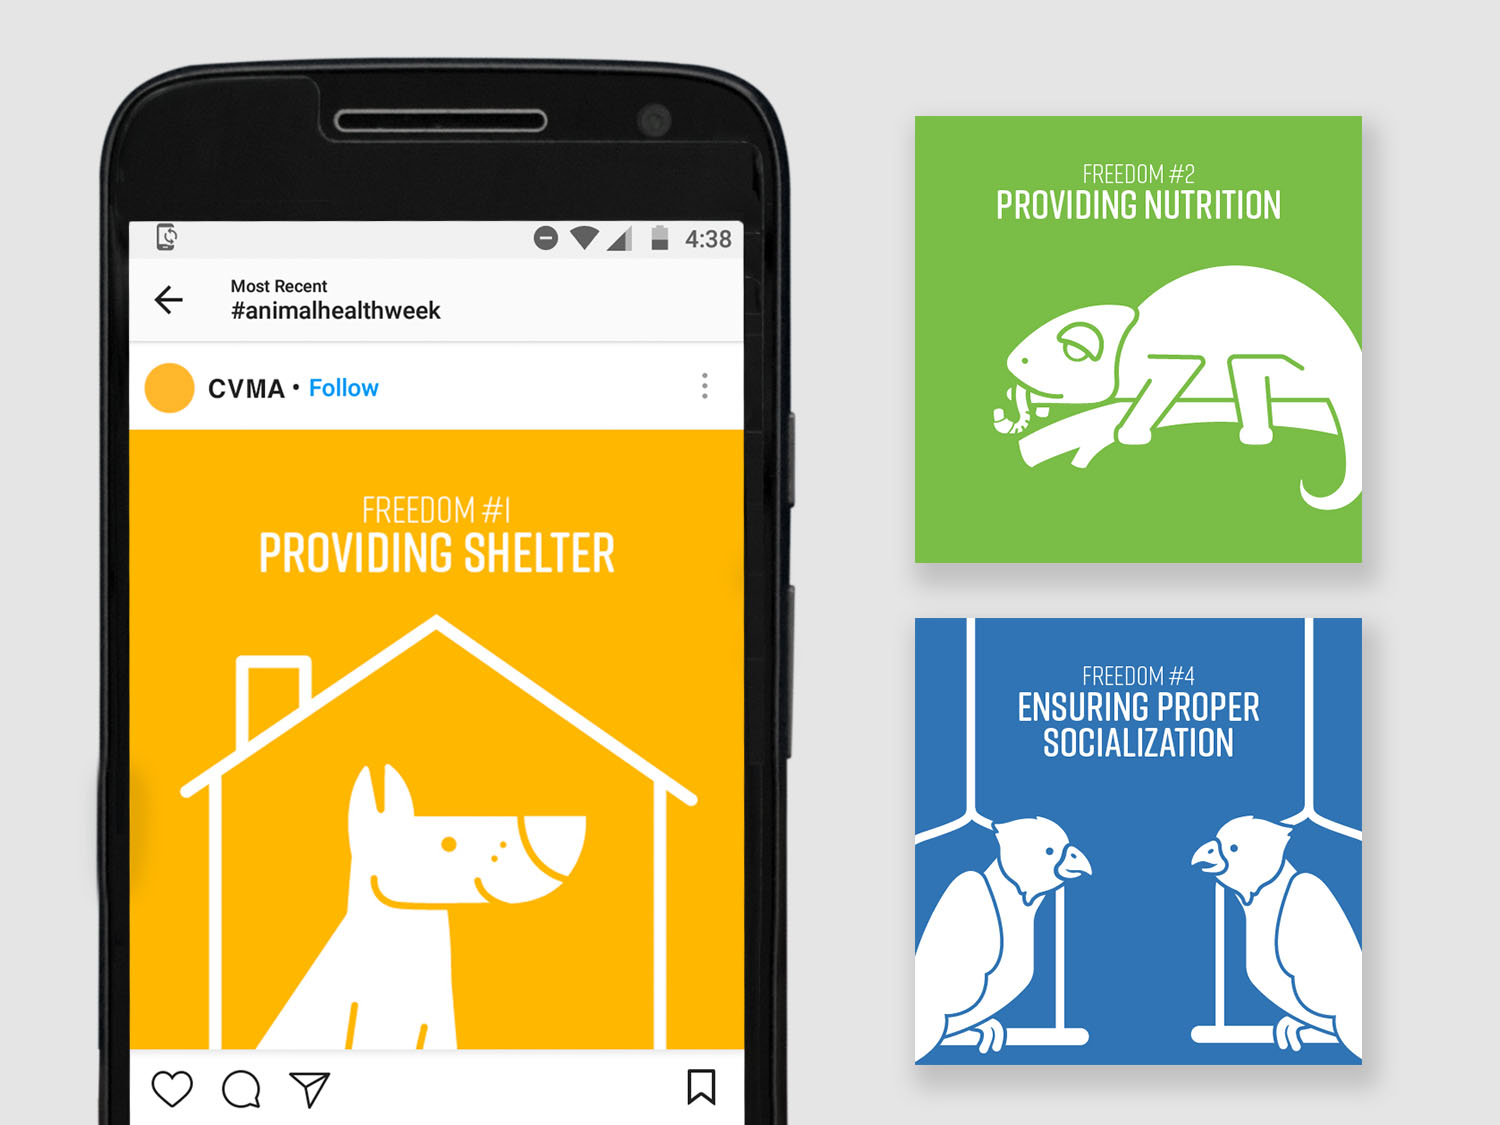 4:38
Most Recent
#animalhealthweek
CVMA • Follow
FREEDOM #1
PROVIDING SHELTER
FREEDOM #2
PROVIDING NUTRITION
FREEDOM #4
ENSURING PROPER
SOCIALIZATION